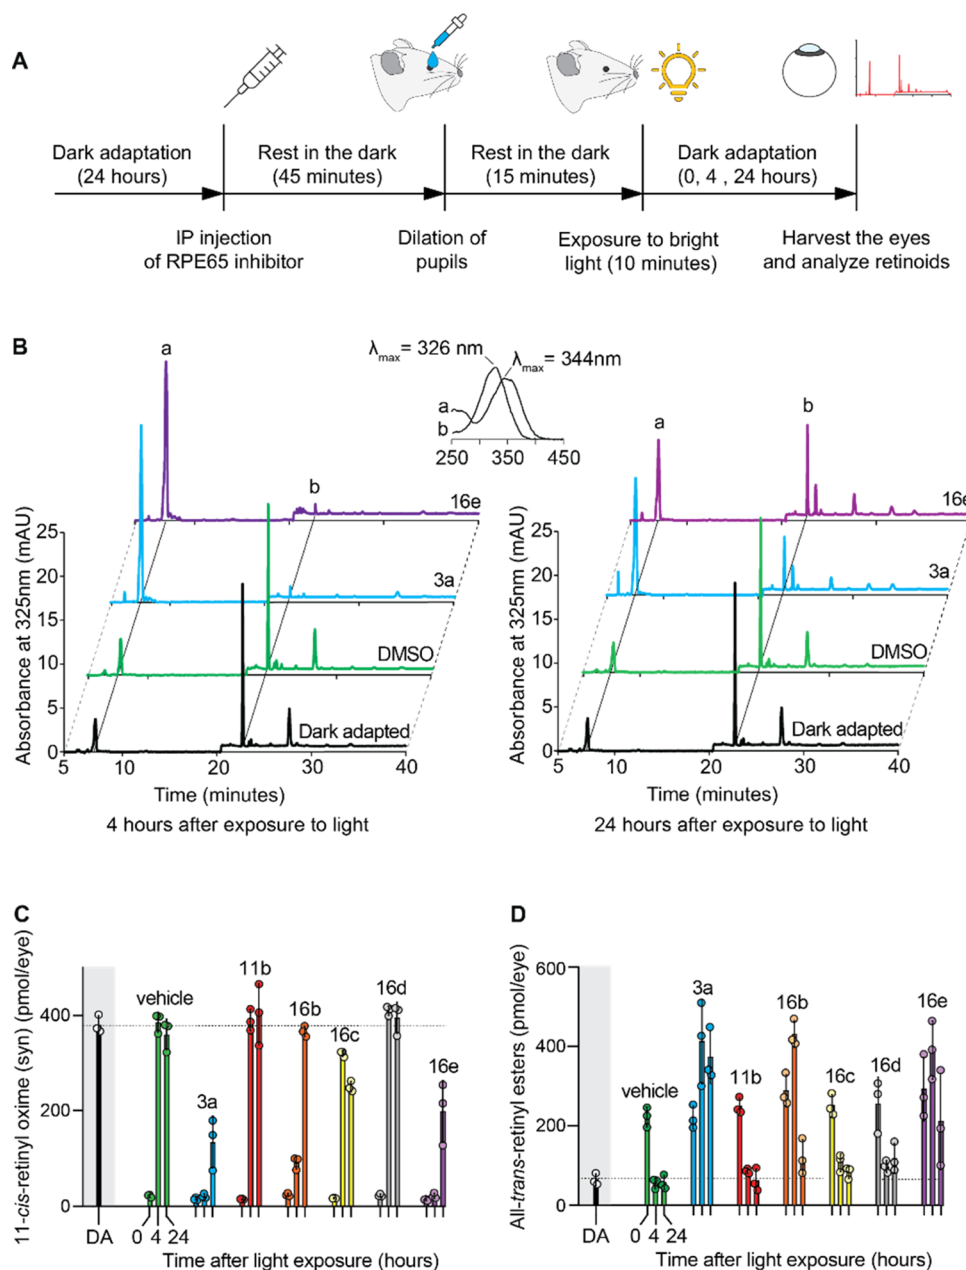 A
Dark adaptation
(24 hours)
Rest in the dark
(45 minutes)
Rest in the dark
(15 minutes)
Dark adaptation
(0, 4 , 24 hours)
IP injection
of RPE65 inhibitor
Dilation of
pupils
Exposure to bright
light (10 minutes)
Harvest the eyes
and analyze retinoids
B
a
b
16e
3a
DMSO
Dark adapted
Absorbance at 325nm (mAU)
25
20
15
10
5
0
5
10
20
30
40
Time (minutes)
4 hours after exposure to light
λmax= 326 nm
λmax= 344nm
a
b
250 350 450
a
b
16e
3a
DMSO
Dark adapted
Absorbance at 325nm (mAU)
25
20
15
10
5
0
5
10
20
30
40
Time (minutes)
24 hours after exposure to light
C
11-cis-retinyl oxime (syn) (pmol/eye)
400
200
0
vehicle
3a
11b
16b
16c
16d
16e
DA
0 4 24
Time after light exposure (hours)
D
All-trans-retinyl esters (pmol/eye)
600
400
200
0
vehicle
3a
11b
16b
16c
16d
16e
DA
0 4 24
Time after light exposure (hours)